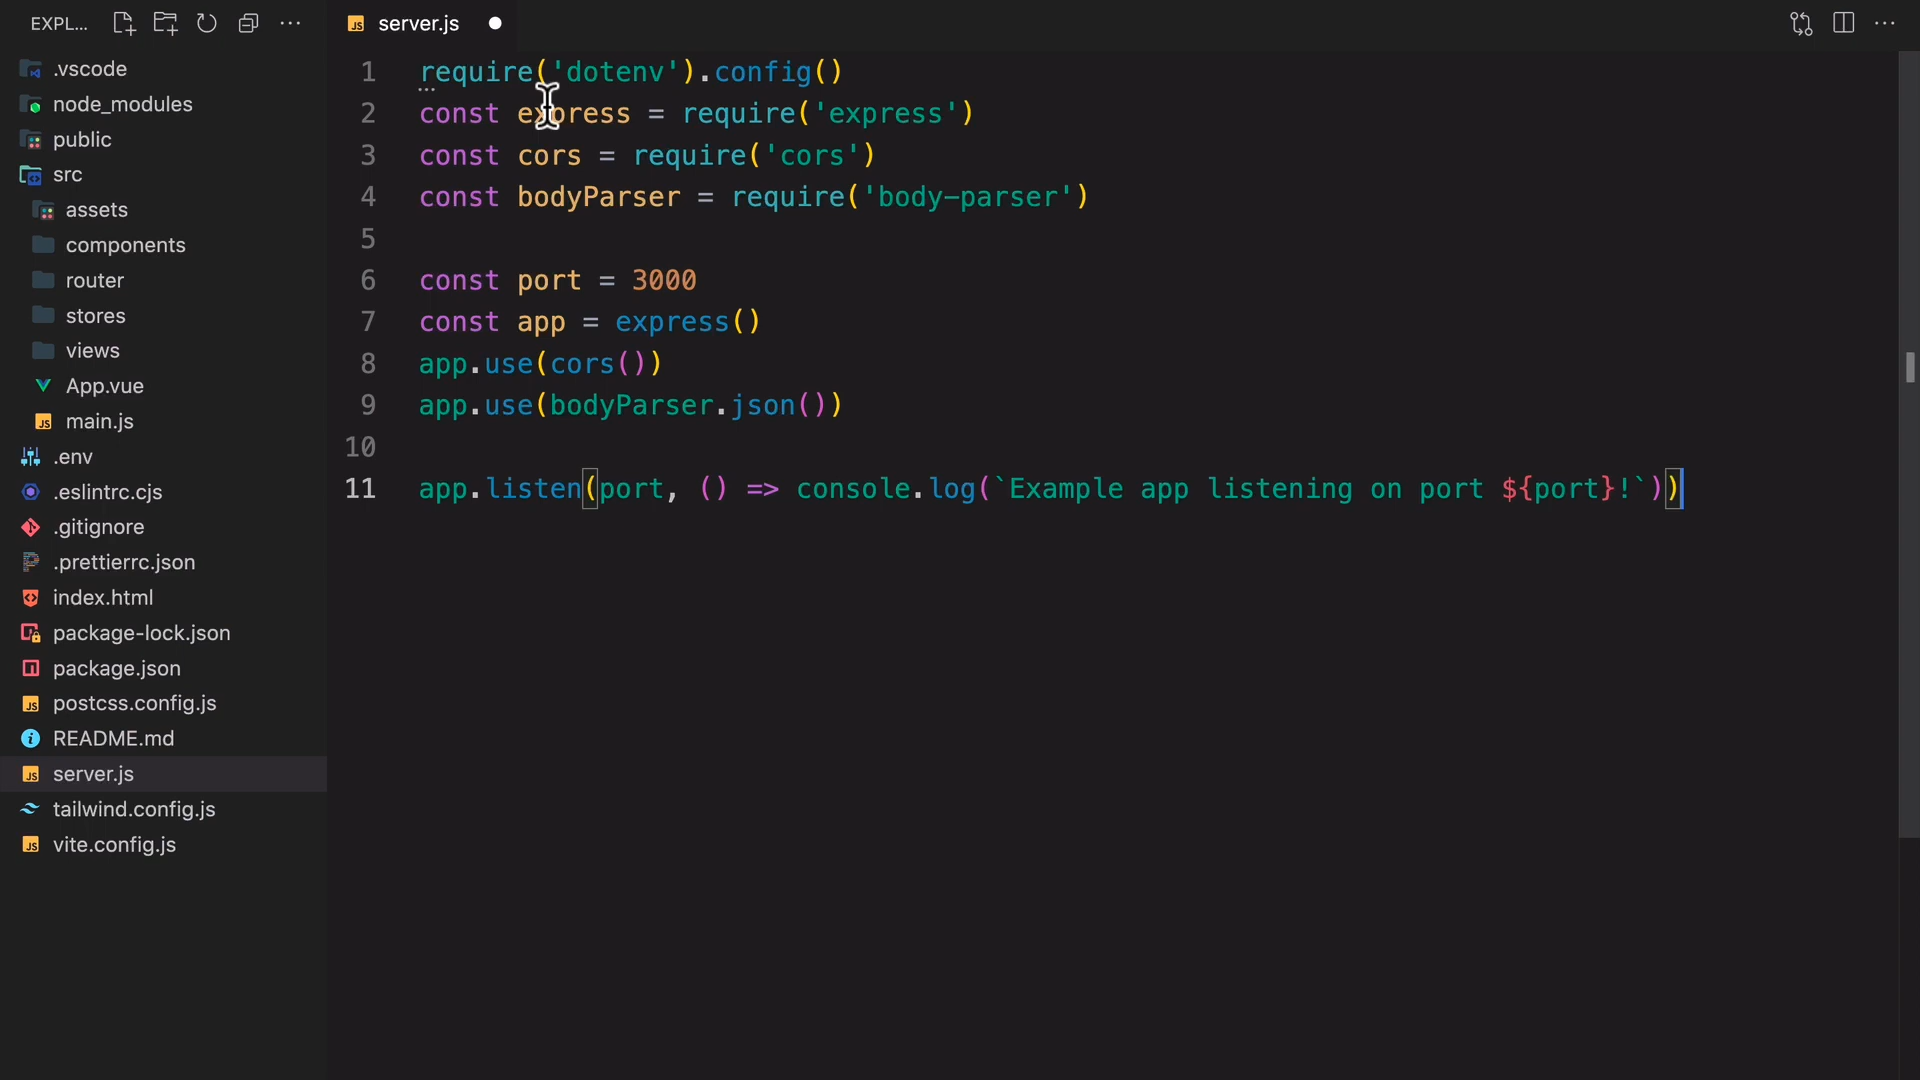 EXPL...
server.js
.vscode
node_modules
public
src
assets
components
router
stores
views
App.vue
main.js
.env
.eslintrc.cjs
.gitignore
.prettierrc.json
index.html
package-lock.json
package.json
postcss.config.js
README.md
server.js
tailwind.config.js
vite.config.js
1 require('dotenv').config()
2 const express = require('express')
3 const cors = require('cors')
4 const bodyParser = require('body-parser')
5
6 const port = 3000
7 const app = express()
8 app.use(cors())
9 app.use(bodyParser.json())
10
11 app.listen(port, () => console.log(`Example app listening on port ${port}!`))